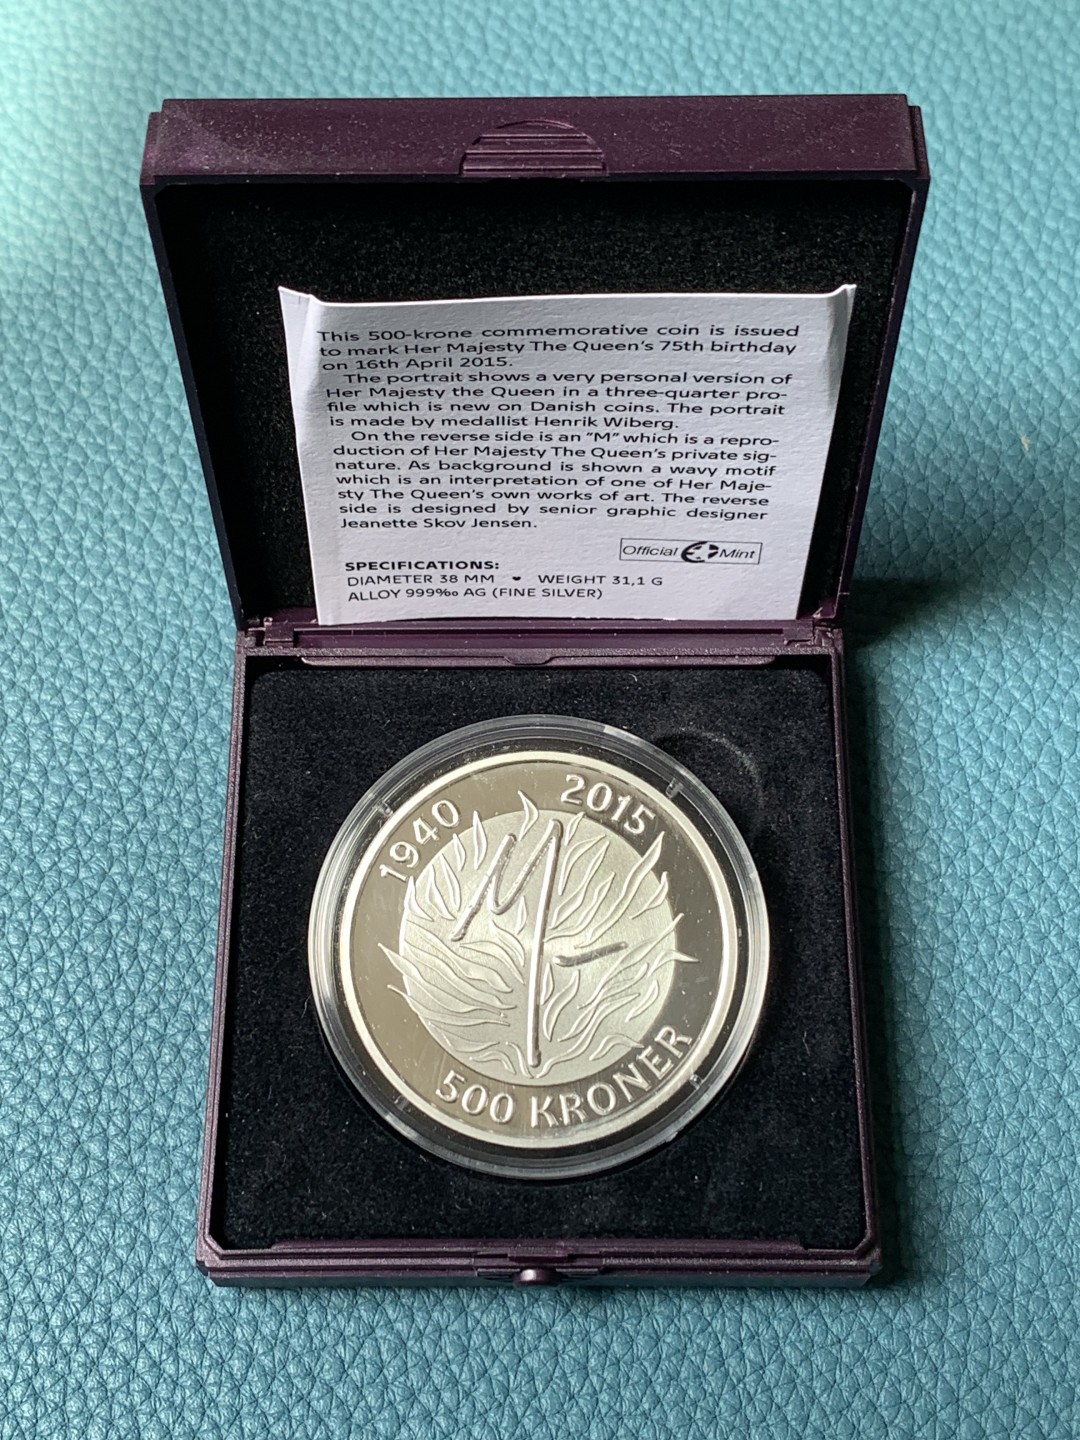 This 500-krone commemorative coin is issued
to mark Her Majesty The Queen's 75th birthday
on 16th April 2015.
The portrait shows a very personal version of
Her Majesty the Queen in a three-quarter pro-
file which is new on Danish coins. The portrait
is made by medallist Henrik Wiberg.
On the reverse side is an "M" which is a repro-
duction of Her Majesty The Queen's private sig-
nature. As background is shown a wavy motif
which is an interpretation of one of Her Maje-
sty The Queen's own works of art. The reverse
side is designed by senior graphic designer
Jeanette Skov Jensen.
Official Mint
SPECIFICATIONS:
DIAMETER 38 MM ❤ WEIGHT 31,1 G
ALLOY 999‰ AG (FINE SILVER)
1940 2015
M
500 KRONER